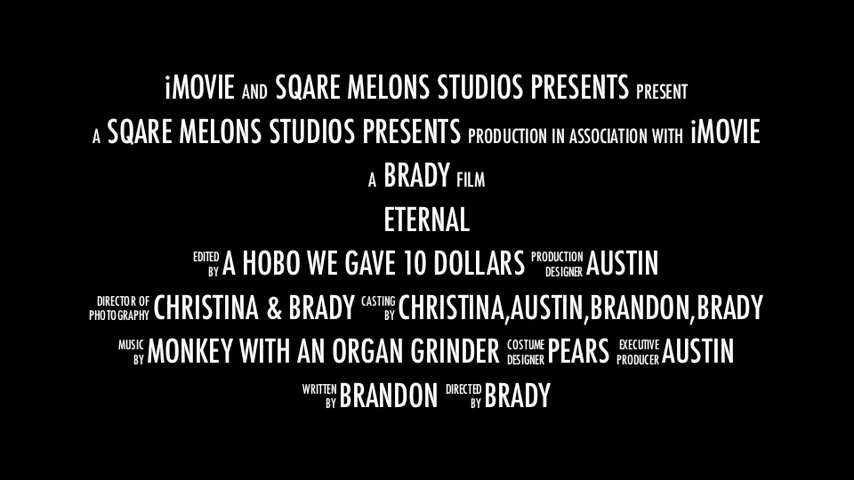 iMOVIE AND SQARE MELONS STUDIOS PRESENTS PRESENT
A SQARE MELONS STUDIOS PRESENTS PRODUCTION IN ASSOCIATION WITH iMOVIE
A BRADY FILM
ETERNAL
EDITED BY A HOBO WE GAVE 10 DOLLARS PRODUCTION DESIGNER AUSTIN
DIRECTOR OF PHOTOGRAPHY CHRISTINA & BRADY CASTING BY CHRISTINA,AUSTIN,BRANDON,BRADY
MUSIC BY MONKEY WITH AN ORGAN GRINDER COSTUME DESIGNER PEARS EXECUTIVE PRODUCER AUSTIN
WRITTEN BY BRANDON DIRECTED BY BRADY